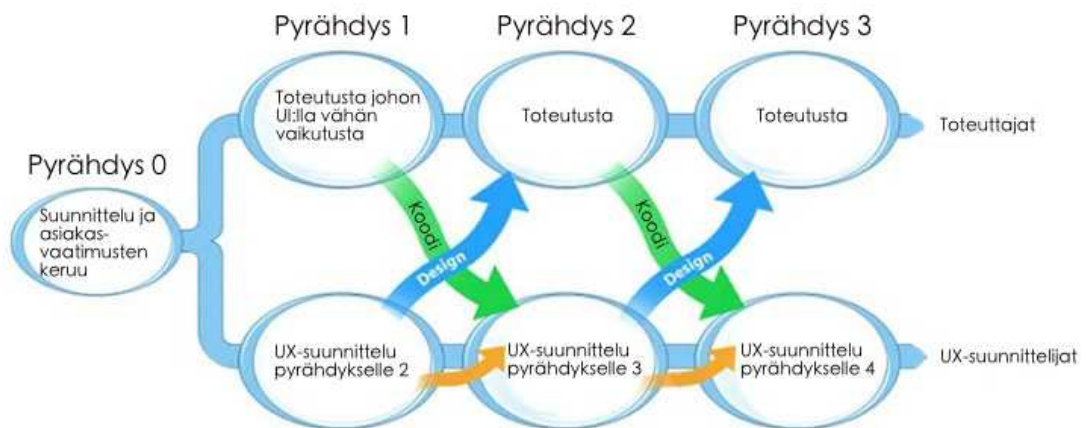 Pyrähdys 1
Pyrähdys 2
Pyrähdys 3
Toteutusta johon
UI:lla vähän
vaikutusta
Toteutusta
Toteutusta
Toteuttajat
Pyrähdys 0
Suunnittelu ja
asiakas-
vaatimusten
keruu
Koodi
Design
Koodi
Design
UX-suunnittelu
pyrähdykselle 2
UX-suunnittelu
pyrähdykselle 3
UX-suunnittelu
pyrähdykselle 4
UX-suunnittelijat